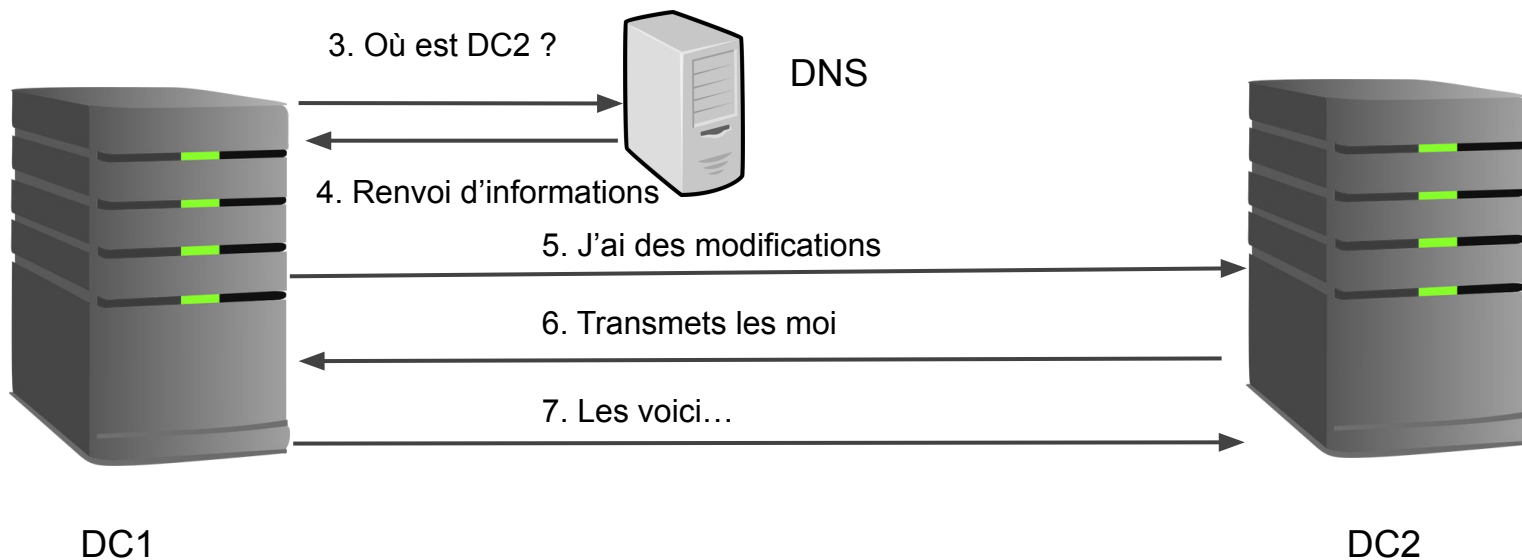 3. Où est DC2 ?
DNS
4. Renvoi d’informations
5. J’ai des modifications
6. Transmets les moi
7. Les voici…
DC1
DC2